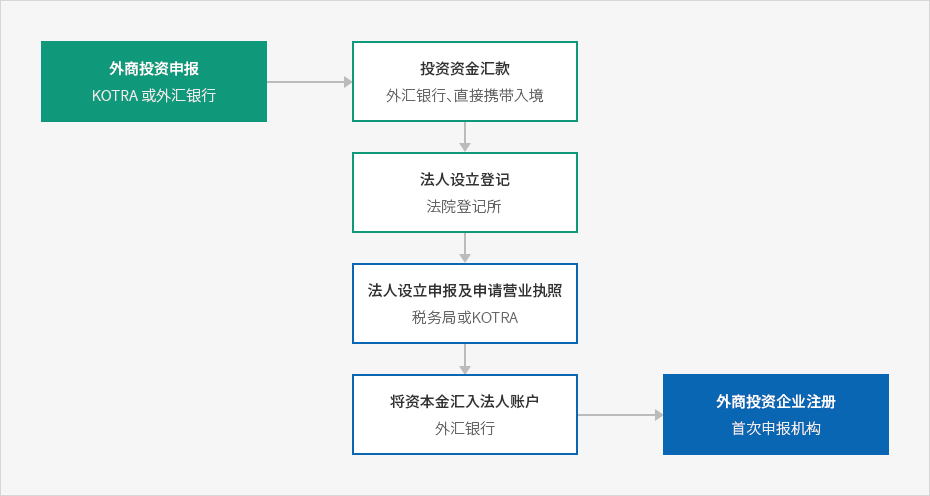 外商投资申报
KOTRA 或外汇银行
投资资金汇款
外汇银行、直接携带入境
法人设立登记
法院登记所
法人设立申报及申请营业执照
税务局或KOTRA
将资本金汇入法人账户
外汇银行
外商投资企业注册
首次申报机构